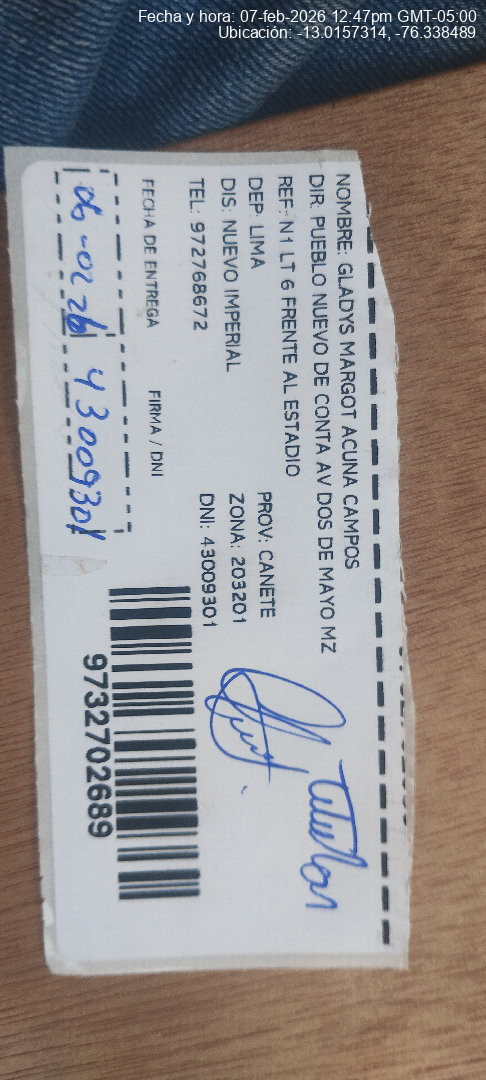 Fecha y hora: 07-feb-2026 12:47pm GMT-05:00
Ubicación: -13.0157314, -76.338489
NOMBRE: GLADYS MARGOT ACUNA CAMPOS
DIR: PUEBLO NUEVO DE CONTA AV DOS DE MAYO MZ
REF: N1 LT 6 FRENTE AL ESTADIO
DEP: LIMA PROV: CANETE
DIS: NUEVO IMPERIAL ZONA: 203201
TEL: 972768672 DNI: 43009301
FECHA DE ENTREGA FIRMA / DNI
06-02 26 43009301
9732702689